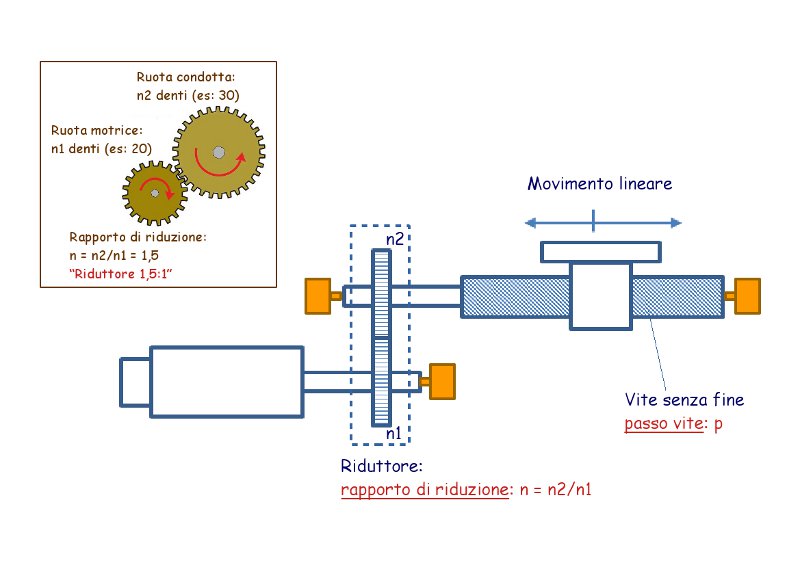 Ruota condotta:
n2 denti (es: 30)
Ruota motrice:
n1 denti (es: 20)
Rapporto di riduzione:
n = n2/n1 = 1,5
“Riduttore 1,5:1”
Movimento lineare
n2
n1
Vite senza fine
passo vite: p
Riduttore:
rapporto di riduzione: n = n2/n1